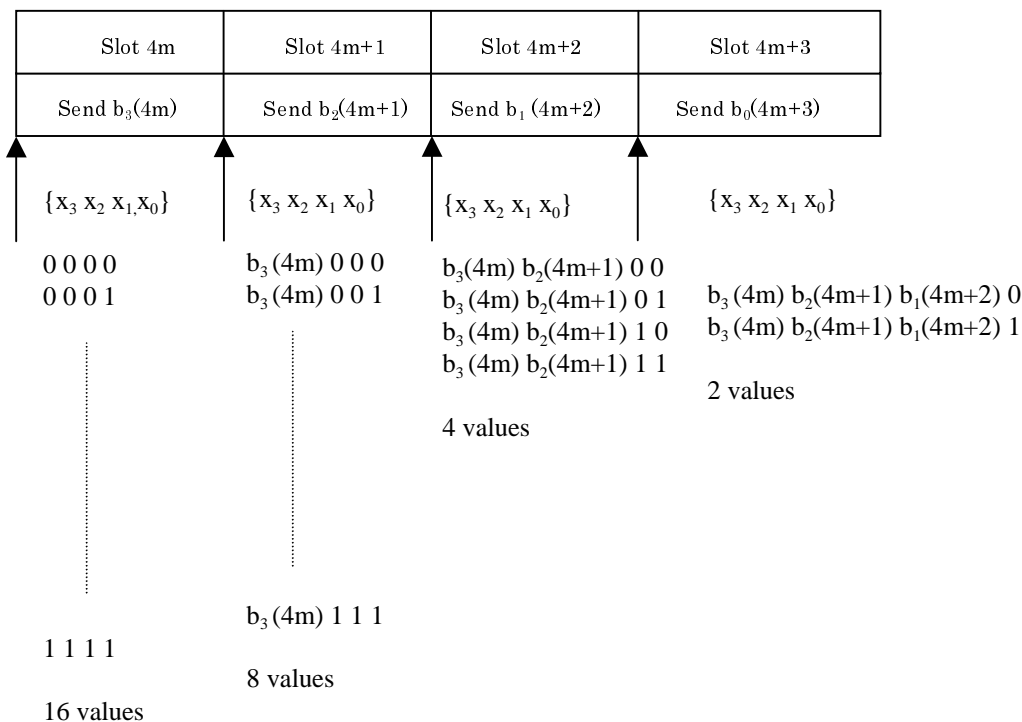 Slot 4m Slot 4m+1 Slot 4m+2 Slot 4m+3
Send b₃(4m) Send b₂(4m+1) Send b₁ (4m+2) Send b₀(4m+3)
{x₃ x₂ x₁,x₀} {x₃ x₂ x₁ x₀} {x₃ x₂ x₁ x₀} {x₃ x₂ x₁ x₀}
0 0 0 0
0 0 0 1
1 1 1 1
16 values
b₃(4m) 0 0 0
b₃(4m) 0 0 1
b₃(4m) 1 1 1
8 values
b₃(4m) b₂(4m+1) 0 0
b₃(4m) b₂(4m+1) 0 1
b₃(4m) b₂(4m+1) 1 0
b₃(4m) b₂(4m+1) 1 1
4 values
b₃(4m) b₂(4m+1) b₁(4m+2) 0
b₃(4m) b₂(4m+1) b₁(4m+2) 1
2 values